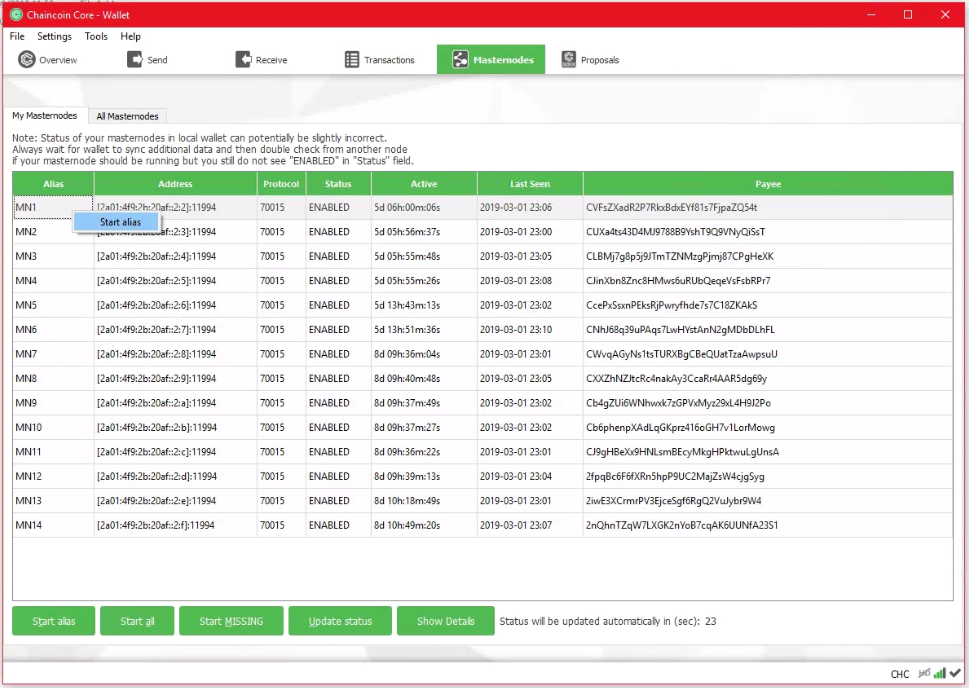 Chaincoin Core - Wallet
File Settings Tools Help
Overview Send Receive Transactions Masternodes Proposals
My Masternodes All Masternodes
Note: Status of your masternodes in local wallet can potentially be slightly incorrect.
Always wait for wallet to sync additional data and then double check from another node
if your masternode should be running but you still do not see "ENABLED" in "Status" field.
Alias Address Protocol Status Active Last Seen Payee
MN1 [2a01:4f9:2b:20af::2:2]:11994 70015 ENABLED 5d 06h:00m:06s 2019-03-01 23:06 CVFsZXadR2P7RkxBdxEYf81s7FjpaZQ54t
Start alias
MN2 [2a01:4f9:2b:20af::2:3]:11994 70015 ENABLED 5d 05h:56m:37s 2019-03-01 23:00 CUXa4ts43D4MJ9788B9YshT9Q9VNyQiSsT
MN3 [2a01:4f9:2b:20af::2:4]:11994 70015 ENABLED 5d 05h:55m:48s 2019-03-01 23:05 CLBMj7g8p5j9JTmTZNMzgPjmj87CPgHeXK
MN4 [2a01:4f9:2b:20af::2:5]:11994 70015 ENABLED 5d 05h:55m:26s 2019-03-01 23:08 CJinXbn8Znc8HMws6uRUbQeqeVsFsbRPr7
MN5 [2a01:4f9:2b:20af::2:6]:11994 70015 ENABLED 5d 13h:43m:13s 2019-03-01 23:02 CcePxSsxnPEksRjPwryfhde7s7C18ZKAkS
MN6 [2a01:4f9:2b:20af::2:7]:11994 70015 ENABLED 5d 13h:51m:36s 2019-03-01 23:10 CNhJ68q39uPAqs7LwHYstAnN2gMDbDLhFL
MN7 [2a01:4f9:2b:20af::2:8]:11994 70015 ENABLED 8d 09h:36m:04s 2019-03-01 23:01 CWvqAGyNs1tsTURXBgCBeQUatTzaAwpsuU
MN8 [2a01:4f9:2b:20af::2:9]:11994 70015 ENABLED 8d 09h:40m:48s 2019-03-01 23:05 CXXZhNZJtcRc4nakAy3CcaRr4AAR5dg69y
MN9 [2a01:4f9:2b:20af::2:a]:11994 70015 ENABLED 8d 09h:37m:49s 2019-03-01 23:02 Cb4gZUi6WNhwxk7zGPVxMyz29xL4H9J2Po
MN10 [2a01:4f9:2b:20af::2:b]:11994 70015 ENABLED 8d 09h:37m:27s 2019-03-01 23:02 Cb6phenpXAdLqGKprz416oGH7v1LorMowg
MN11 [2a01:4f9:2b:20af::2:c]:11994 70015 ENABLED 8d 09h:36m:22s 2019-03-01 23:01 CJ9gHBeXx9HNLsmBEcyMkgHPktwuLgUnsA
MN12 [2a01:4f9:2b:20af::2:d]:11994 70015 ENABLED 8d 09h:39m:13s 2019-03-01 23:04 2fpqBc6F6fXRn5hpP9UC2MajZsW4cjgSyg
MN13 [2a01:4f9:2b:20af::2:e]:11994 70015 ENABLED 8d 10h:18m:49s 2019-03-01 23:01 2iwE3XCrmrPV3EjceSgf6RgQ2VuJybr9W4
MN14 [2a01:4f9:2b:20af::2:f]:11994 70015 ENABLED 8d 10h:49m:20s 2019-03-01 23:07 2nQhnTZqW7LXGK2nYoB7cqAK6UUNfA23S1
Start alias Start all Start MISSING Update status Show Details Status will be updated automatically in (sec): 23
CHC HD